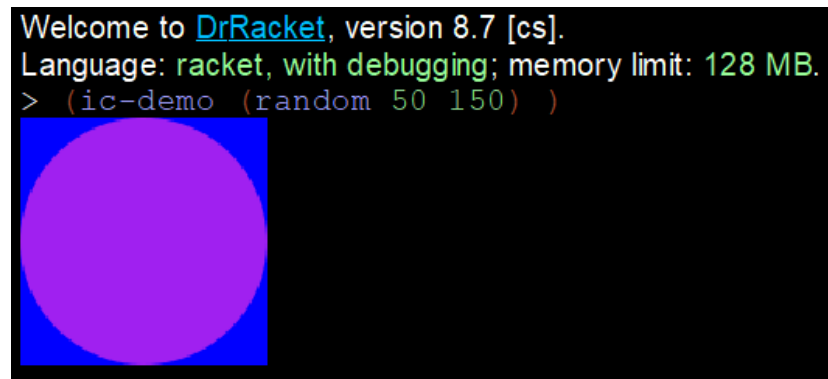 Welcome to DrRacket, version 8.7 [cs].
Language: racket, with debugging; memory limit: 128 MB.
> (ic-demo (random 50 150) )